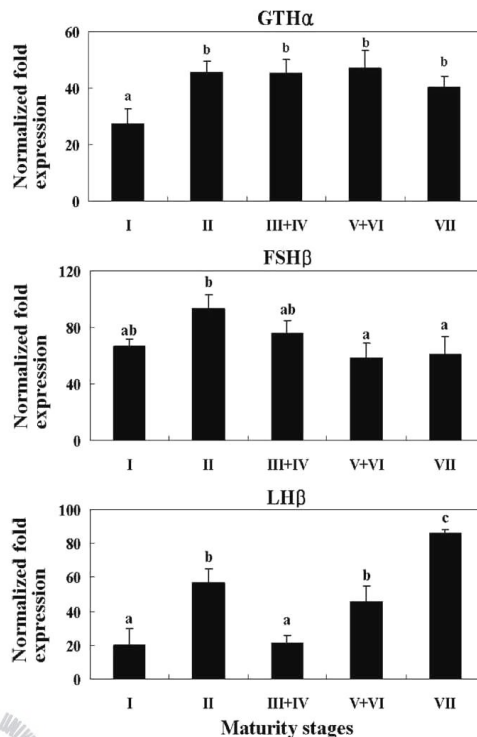 GTHα
Normalized fold
expression
60
40
20
0
a
b
b
b
b
I II III+IV V+VI VII
FSHβ
Normalized fold
expression
120
80
40
0
ab
b
ab
a
a
I II III+IV V+VI VII
LHβ
Normalized fold
expression
100
80
60
40
20
0
a
b
a
b
c
I II III+IV V+VI VII
Maturity stages